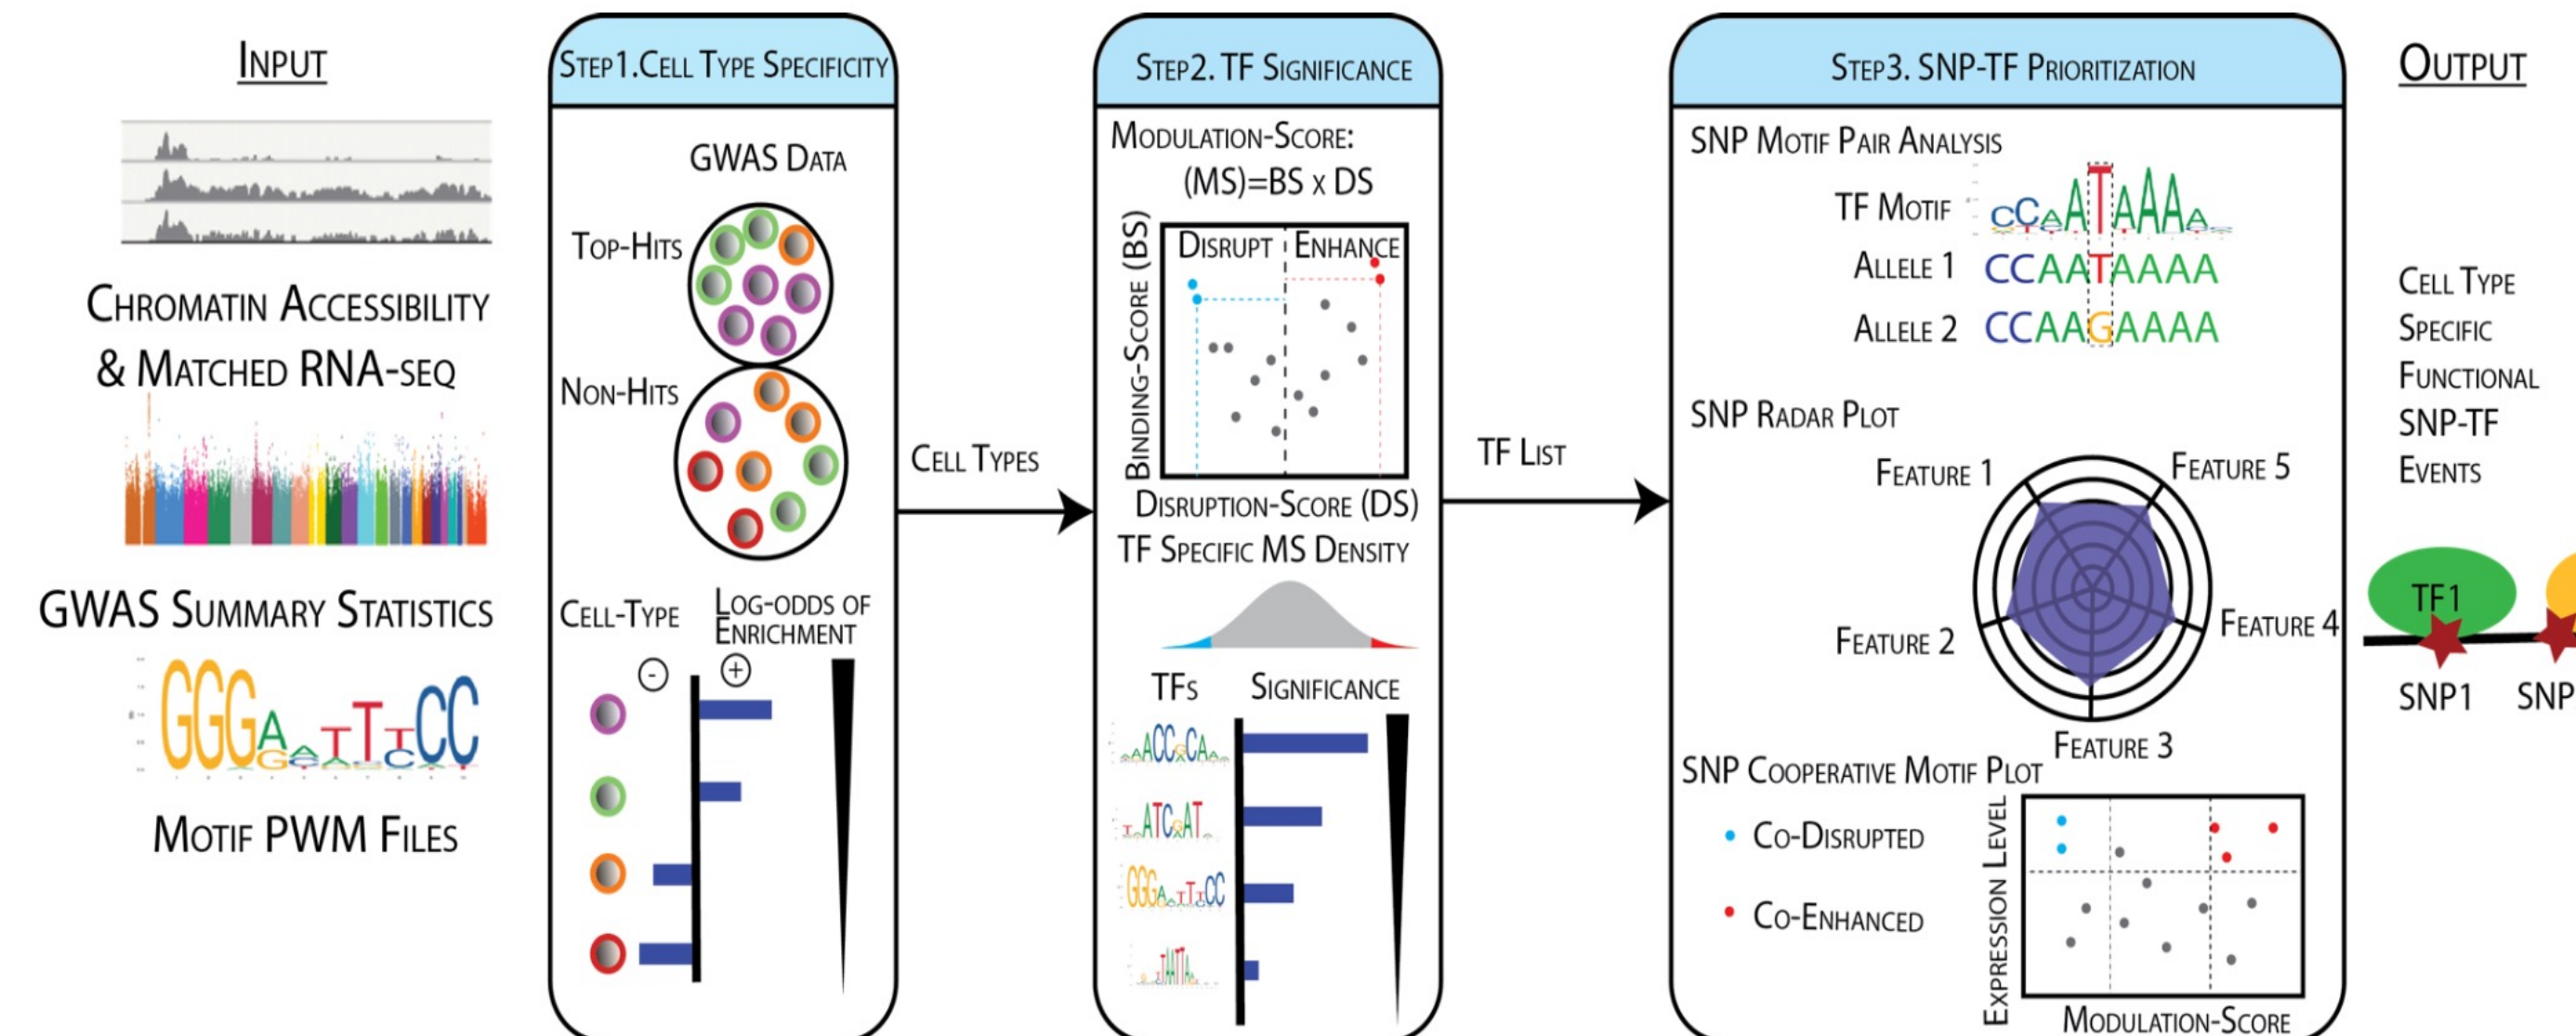 INPUT
CHROMATIN ACCESSIBILITY
& MATCHED RNA-SEQ
GWAS SUMMARY STATISTICS
GGGAATTTCC
MOTIF PWM FILES
STEP1.CELL TYPE SPECIFICITY
GWAS DATA
TOP-HITS
NON-HITS
CELL-TYPE
LOG-ODDS OF
ENRICHMENT
-
+
CELL TYPES
STEP2. TF SIGNIFICANCE
MODULATION-SCORE:
(MS)=BS x DS
BINDING-SCORE (BS)
DISRUPT
ENHANCE
DISRUPTION-SCORE (DS)
TF SPECIFIC MS DENSITY
TFS
SIGNIFICANCE
TF LIST
STEP3. SNP-TF PRIORITIZATION
SNP MOTIF PAIR ANALYSIS
TF MOTIF
CCAATAAAA
ALLELE 1
CCAATAAAA
ALLELE 2
CCAAGAAAA
SNP RADAR PLOT
FEATURE 1
FEATURE 5
FEATURE 2
FEATURE 4
FEATURE 3
SNP COOPERATIVE MOTIF PLOT
CO-DISRUPTED
CO-ENHANCED
EXPRESSION LEVEL
MODULATION-SCORE
OUTPUT
CELL TYPE
SPECIFIC
FUNCTIONAL
SNP-TF
EVENTS
TF1
SNP1
SNP